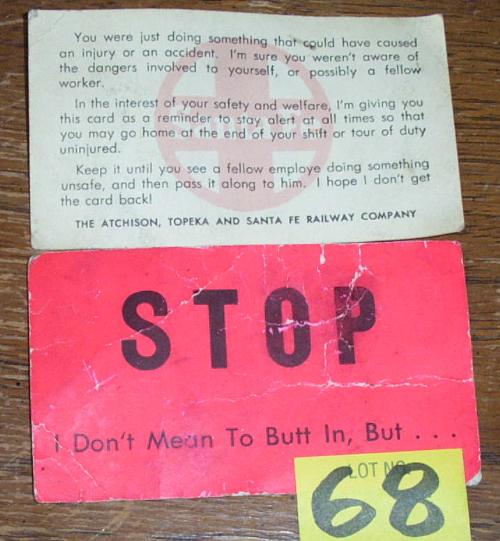 You were just doing something that could have caused
an injury or an accident. I'm sure you weren't aware of
the dangers involved to yourself, or possibly a fellow
worker.
In the interest of your safety and welfare, I'm giving you
this card as a reminder to stay alert at all times so that
you may go home at the end of your shift or tour of duty
uninjured.
Keep it until you see a fellow employe doing something
unsafe, and then pass it along to him. I hope I don't get
the card back!
THE ATCHISON, TOPEKA AND SANTA FE RAILWAY COMPANY
STOP
I Don't Mean To Butt In, But . . .
LOT NO.
68